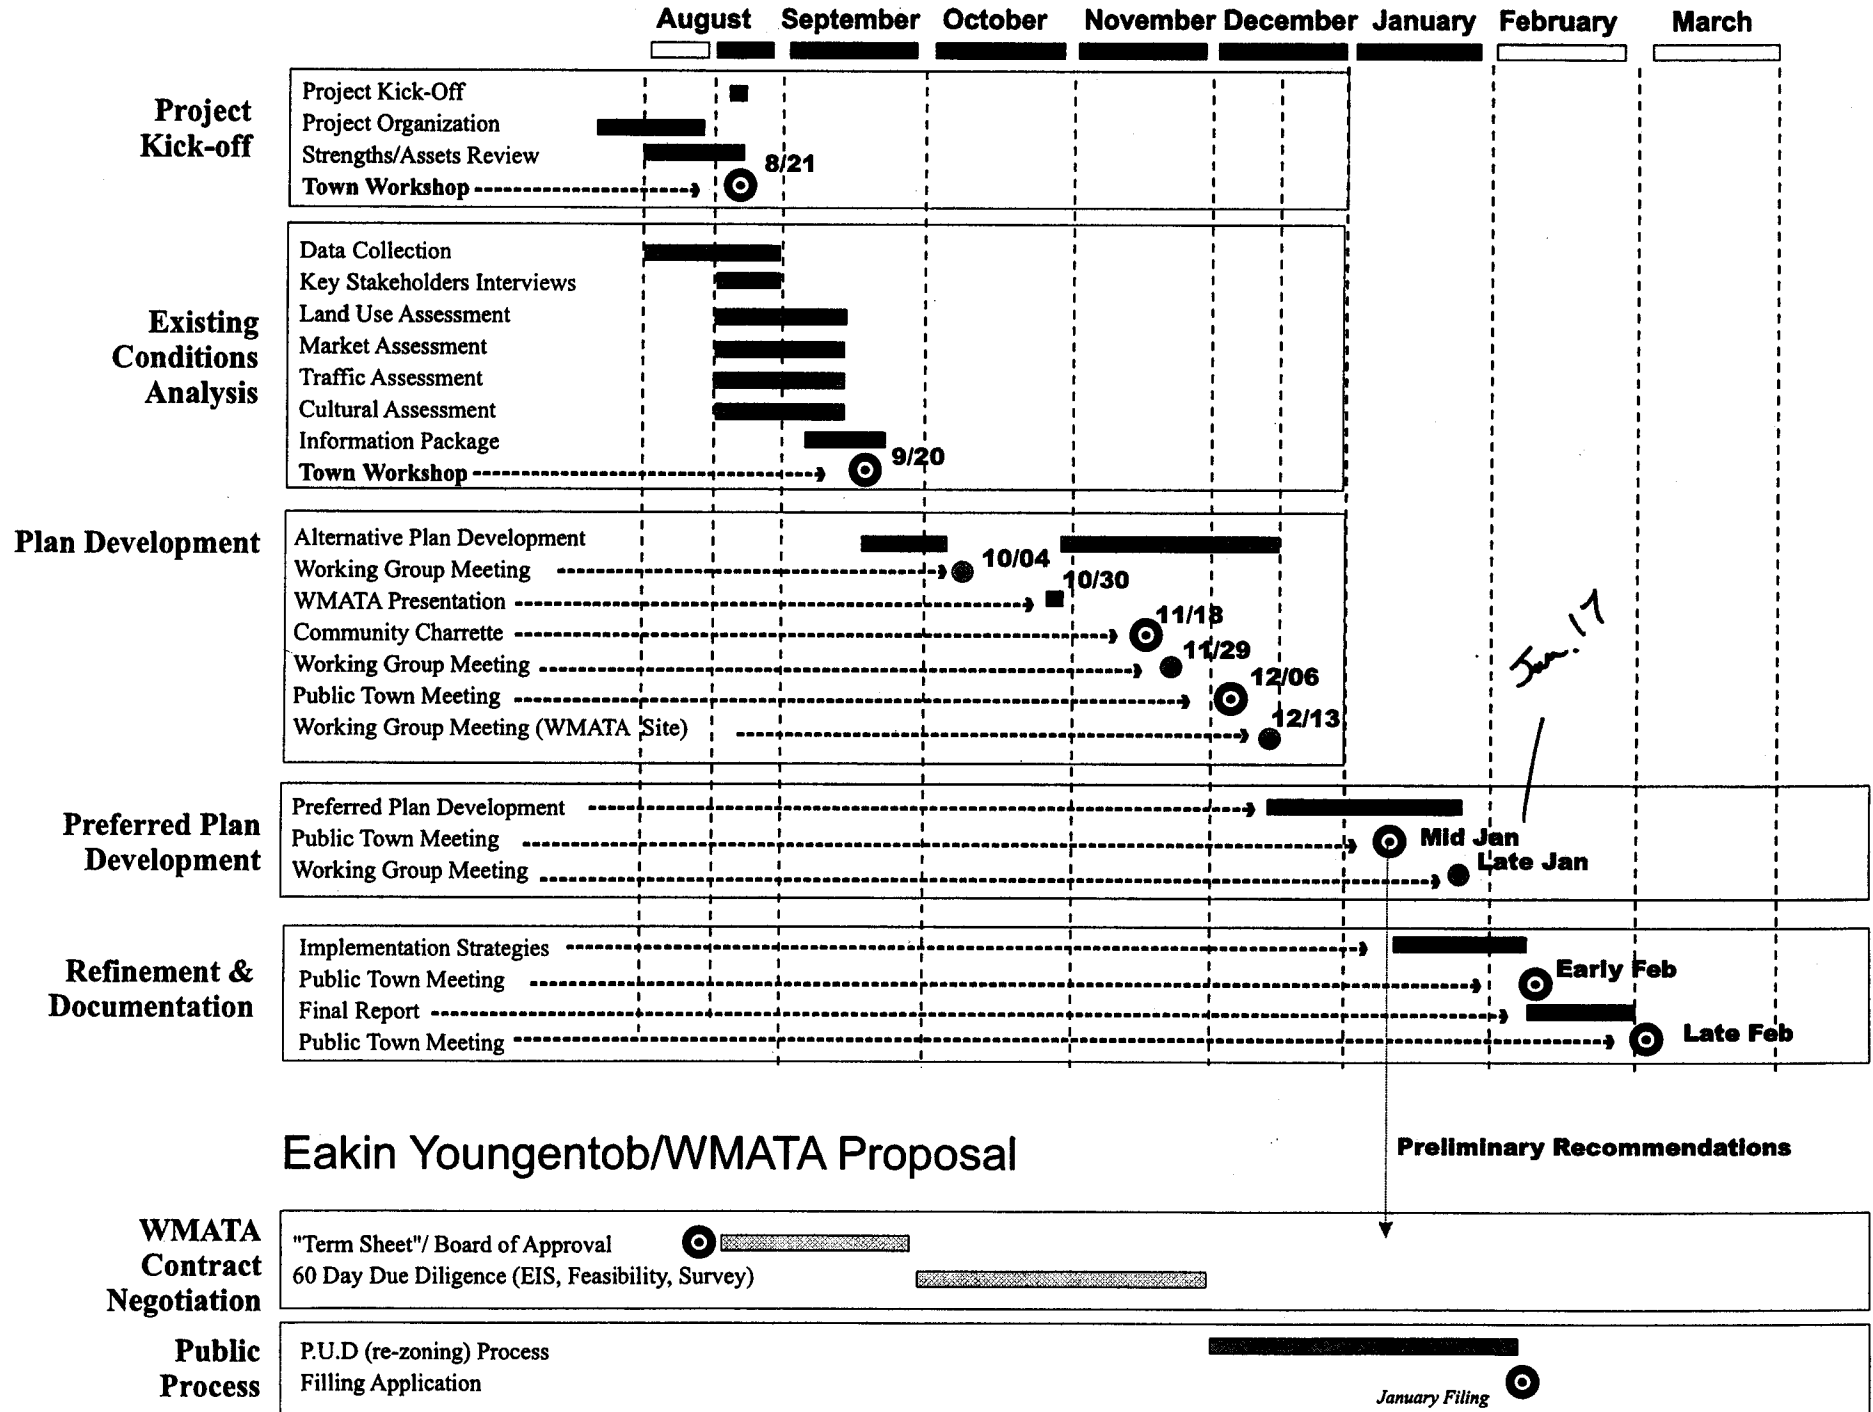 August September October November December January February March
Project
Kick-off
Project Kick-Off
Project Organization
Strengths/Assets Review
8/21
Town Workshop
Existing
Conditions
Analysis
Data Collection
Key Stakeholders Interviews
Land Use Assessment
Market Assessment
Traffic Assessment
Cultural Assessment
Information Package
9/20
Town Workshop
Plan Development
Alternative Plan Development
10/04
Working Group Meeting
10/30
WMATA Presentation
11/18
Community Charrette
11/29
Working Group Meeting
12/06
Public Town Meeting
12/13
Working Group Meeting (WMATA Site)
Jan. 17
Preferred Plan
Development
Preferred Plan Development
Public Town Meeting
Mid Jan
Late Jan
Working Group Meeting
Refinement &
Documentation
Implementation Strategies
Early Feb
Public Town Meeting
Final Report
Late Feb
Public Town Meeting
Eakin Youngentob/WMATA Proposal
Preliminary Recommendations
WMATA
Contract
Negotiation
"Term Sheet"/ Board of Approval
60 Day Due Diligence (EIS, Feasibility, Survey)
Public
Process
P.U.D (re-zoning) Process
Filling Application
January Filing